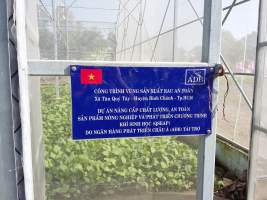 ADB
CÔNG TRÌNH VÙNG SẢN XUẤT RAU AN TOÀN
Xã Tân Quý Tây - Huyện Bình Chánh - Tp.HCM
DỰ ÁN NÂNG CẤP CHẤT LƯỢNG, AN TOÀN
SẢN PHẨM NÔNG NGHIỆP VÀ PHÁT TRIỂN CHƯƠNG TRÌNH
KHÍ SINH HỌC (QSEAP)
DO NGÂN HÀNG PHÁT TRIỂN CHÂU Á (ADB) TÀI TRỢ